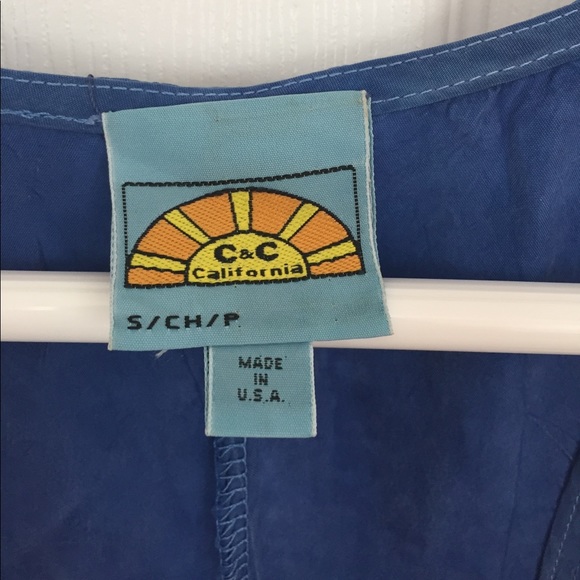 C&C
California
S/CH/P
MADE
IN
U.S.A.